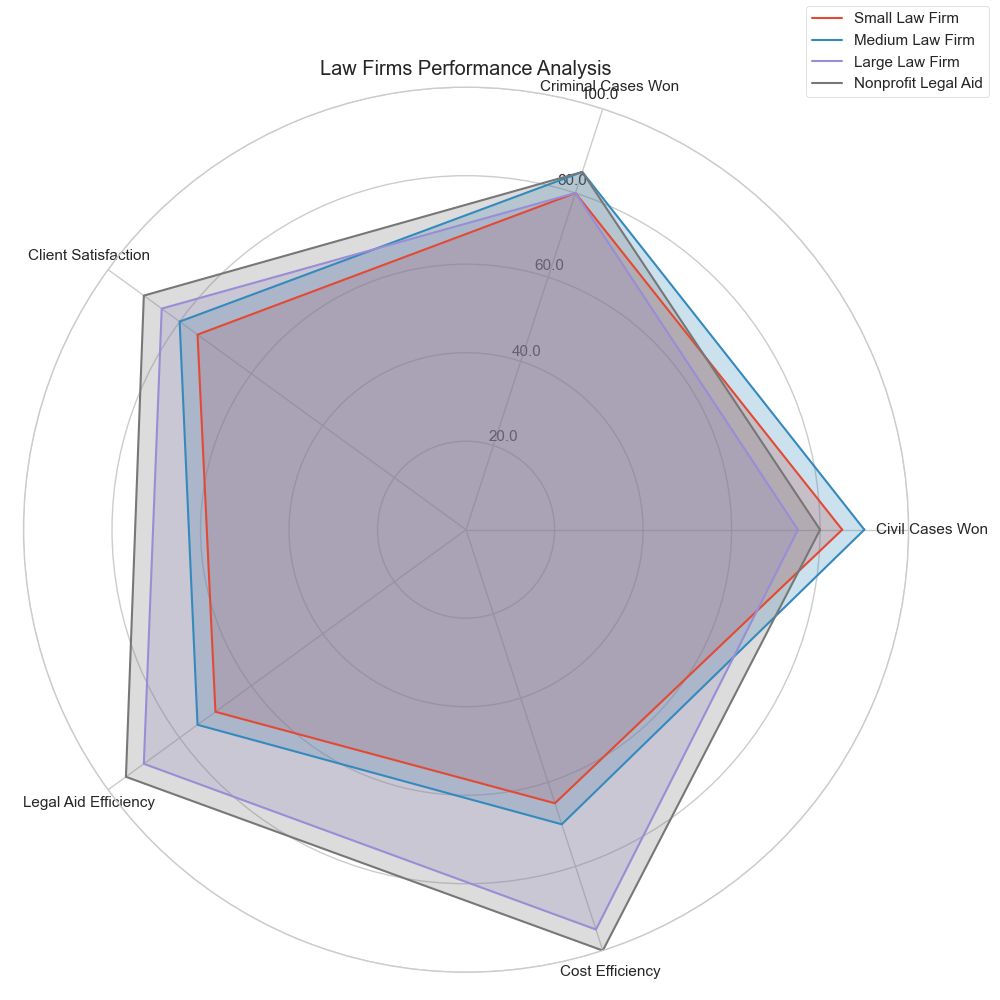 Small Law Firm
Medium Law Firm
Large Law Firm
Nonprofit Legal Aid
Law Firms Performance Analysis
Criminal Cases Won
100.0
80.0
60.0
40.0
20.0
Client Satisfaction
Civil Cases Won
Legal Aid Efficiency
Cost Efficiency